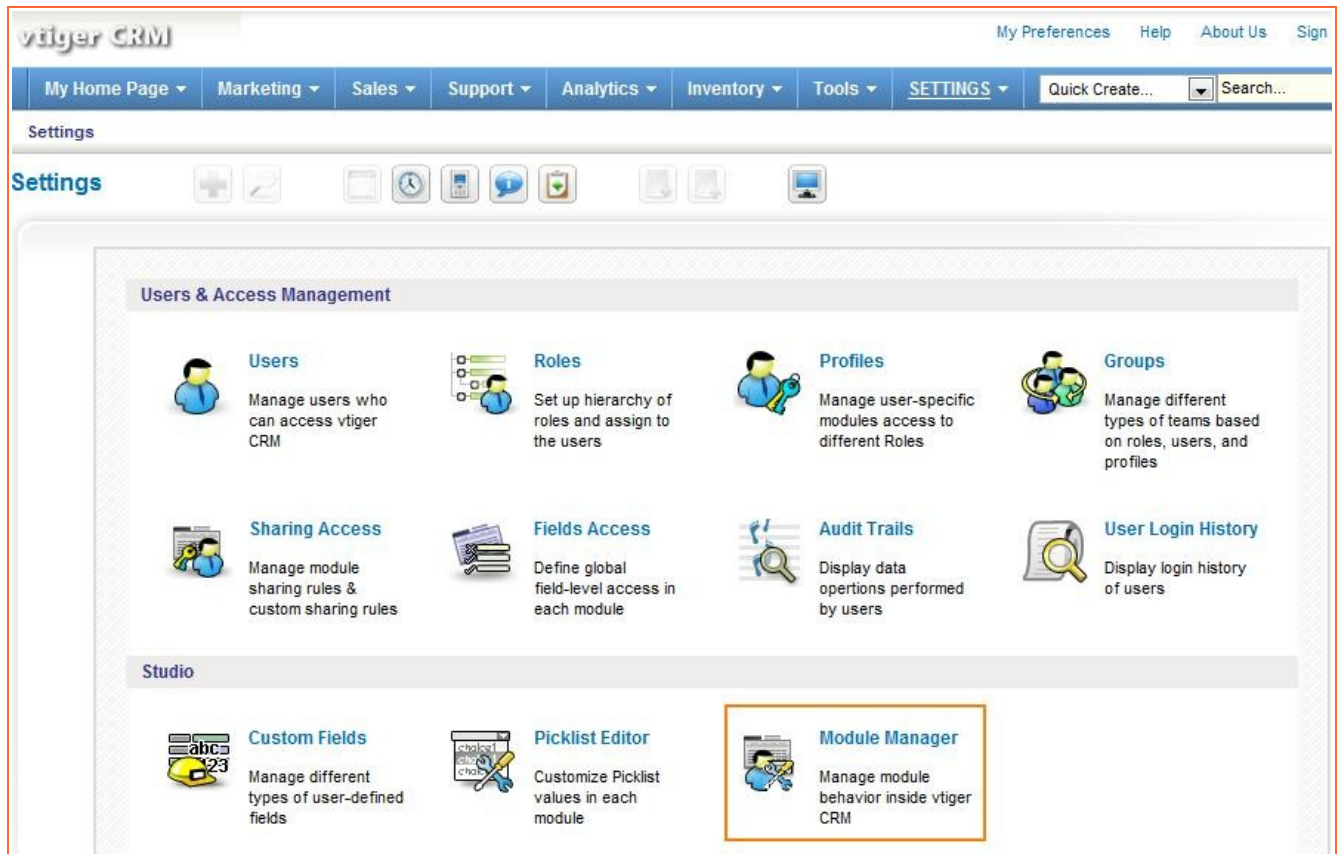 vtiger CRM
My Preferences Help About Us Sign
My Home Page Marketing Sales Support Analytics Inventory Tools SETTINGS Quick Create... Search...
Settings
Settings
Users & Access Management
Users Roles Profiles Groups
Manage users who Set up hierarchy of Manage user-specific Manage different
can access vtiger roles and assign to modules access to types of teams based
CRM the users different Roles on roles, users, and
profiles
Sharing Access Fields Access Audit Trails User Login History
Manage module Define global Display data Display login history
sharing rules & field-level access in opertions performed of users
custom sharing rules each module by users
Studio
abc
123
choice1
Custom Fields Picklist Editor Module Manager
Manage different Customize Picklist Manage module
types of user-defined values in each behavior inside vtiger
fields module CRM